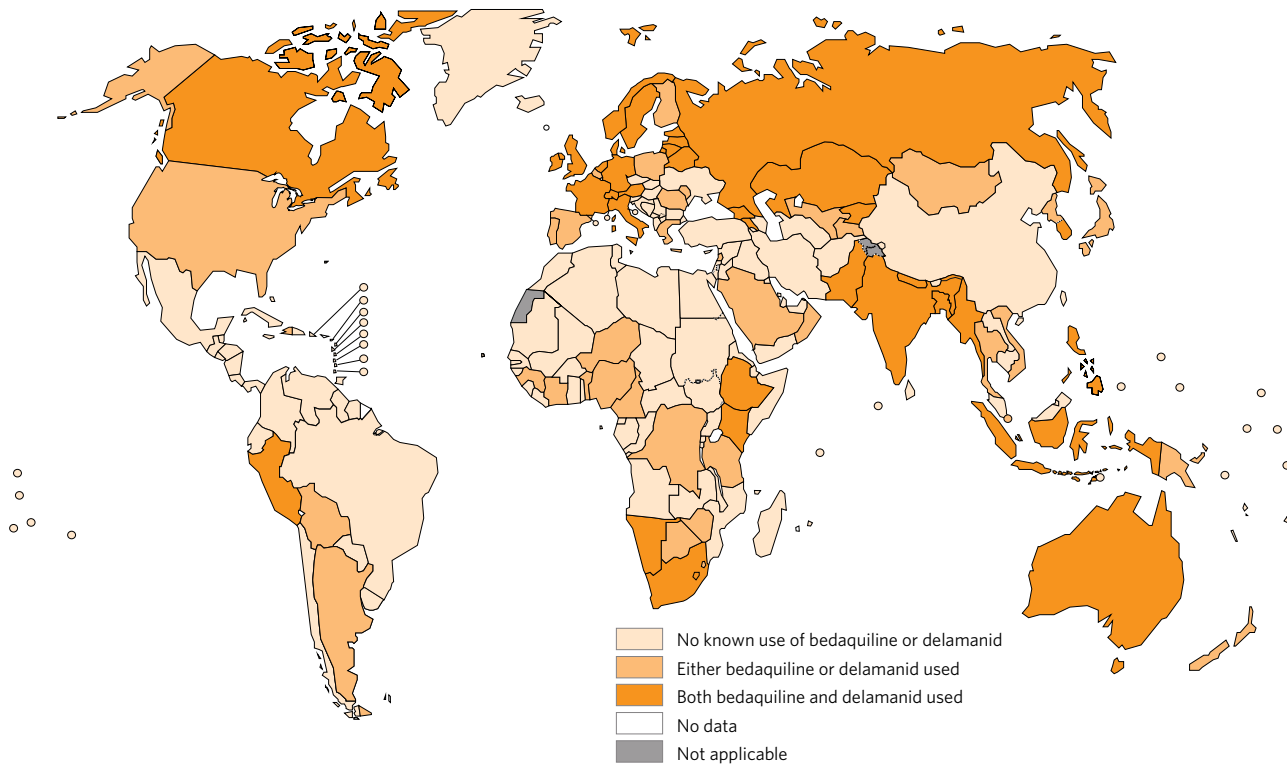 No known use of bedaquiline or delamanid
Either bedaquiline or delamanid used
Both bedaquiline and delamanid used
No data
Not applicable